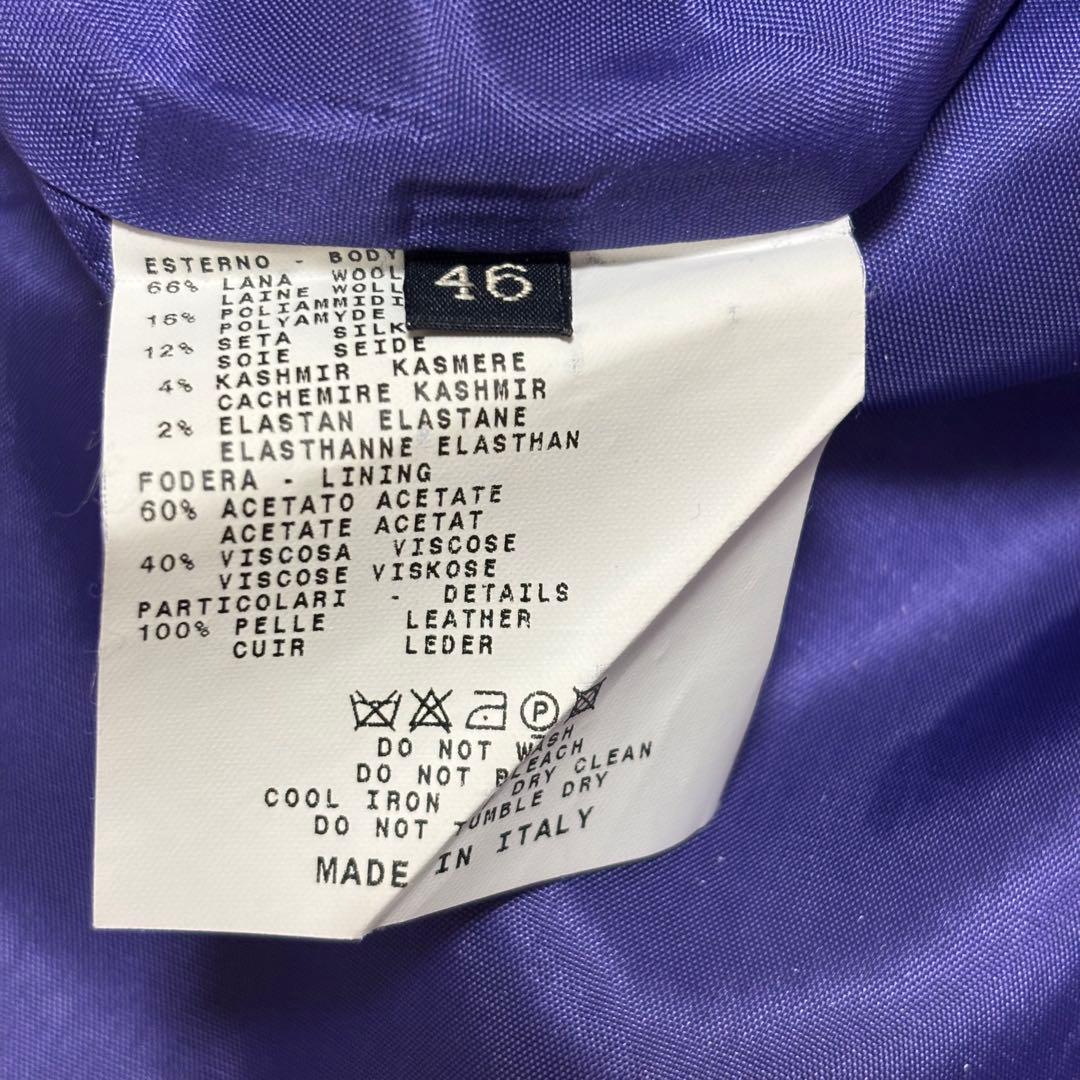 46
ESTERNO - BODY
66% LANA WOOL
LAINE WOLL
16% POLIAMMIDI
POLYAMYDE
12% SETA SILK
SOIE SEIDE
4% KASHMIR KASMERE
CACHEMIRE KASHMIR
2% ELASTAN ELASTANE
ELASTHANNE ELASTHAN
FODERA - LINING
60% ACETATO ACETATE
ACETATE ACETAT
40% VISCOSA VISCOSE
VISCOSE VISKOSE
PARTICOLARI - DETAILS
100% PELLE LEATHER
CUIR LEDER
P
DO NOT WASH
DO NOT BLEACH
COOL IRON DRY CLEAN
DO NOT TUMBLE DRY
MADE IN ITALY